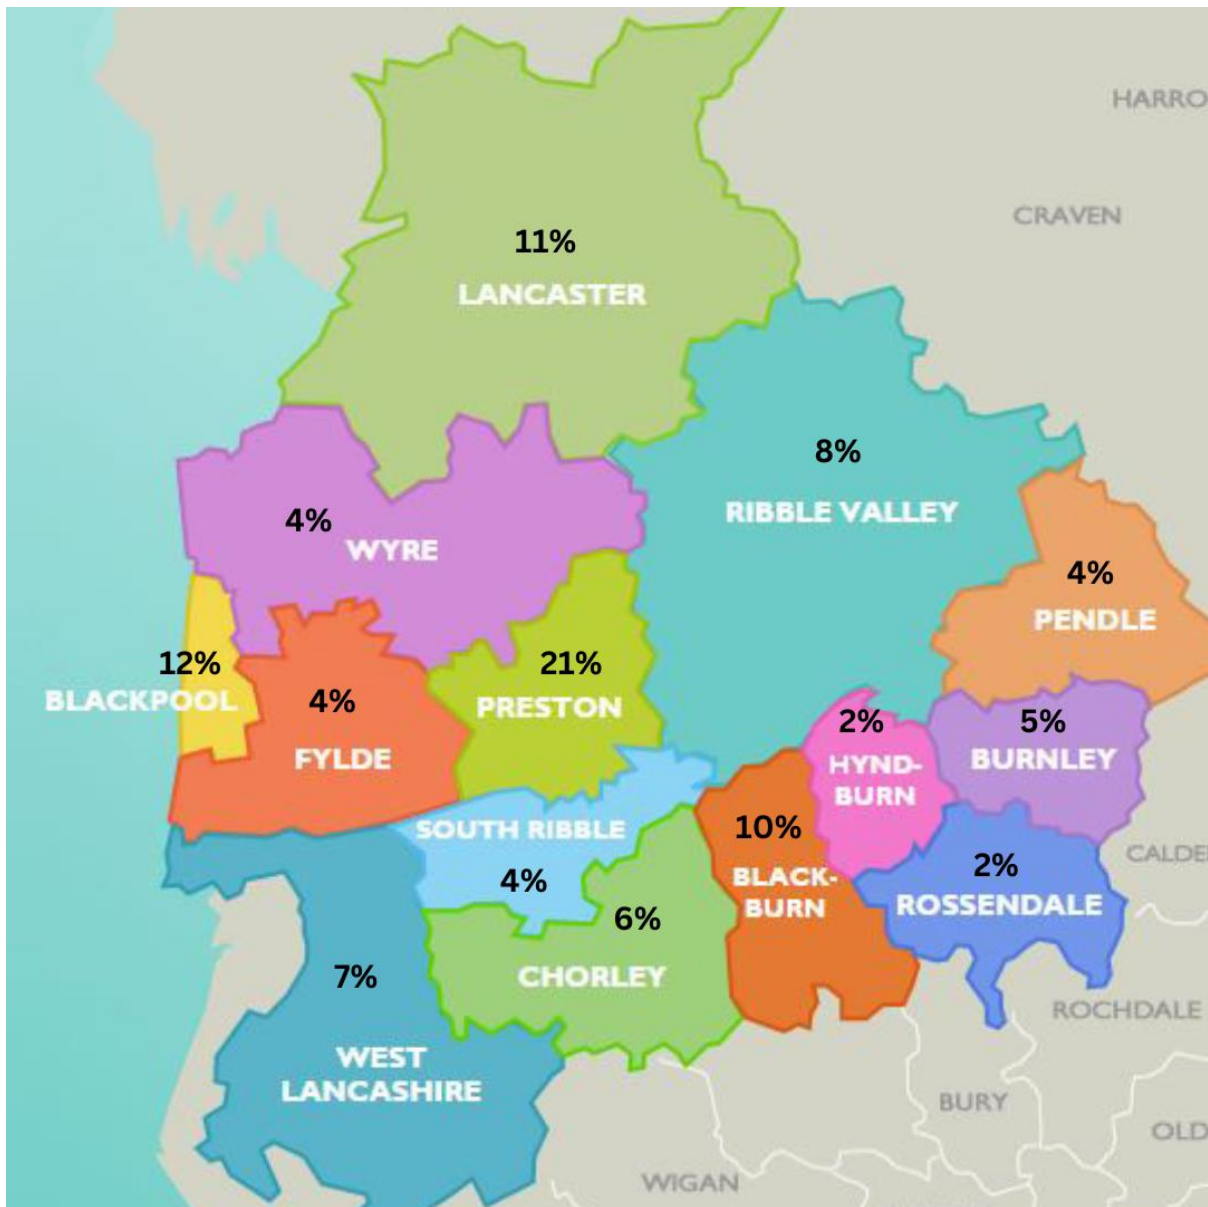 HARRO
CRAVEN
11%
LANCASTER
8%
RIBBLE VALLEY
4%
WYRE
4%
PENDLE
12%
BLACKPOOL
4%
FYLDE
21%
PRESTON
2%
HYND-
BURN
5%
BURNLEY
SOUTH RIBBLE
4%
10%
BLACK-
BURN
2%
ROSSENDALE
CALDE
6%
CHORLEY
7%
WEST
LANCASHIRE
ROCHDALE
BURY
OLD
WIGAN